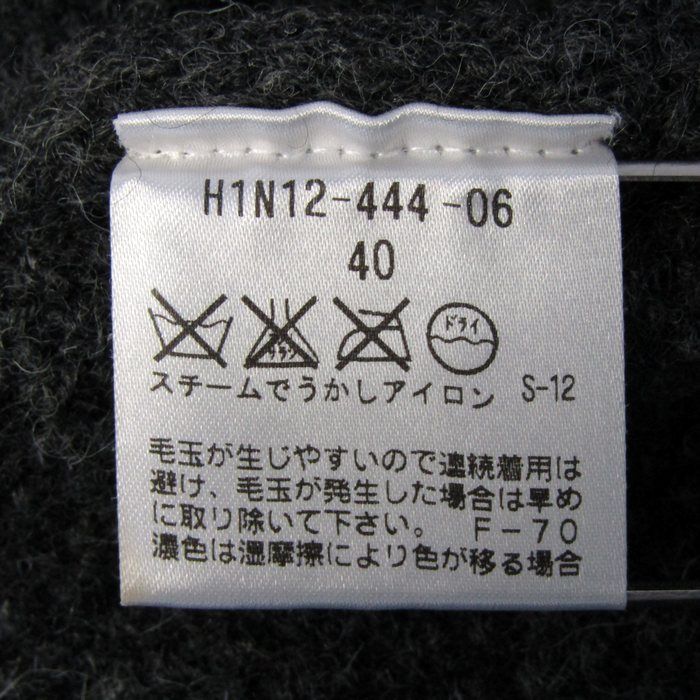 H1N12-444-06
40
サラシ ドライ
スチームでうかしアイロン S-12
毛玉が生じやすいので連続着用は
避け、毛玉が発生した場合は早め
に取り除いて下さい。 F-70
濃色は湿摩擦により色が移る場合